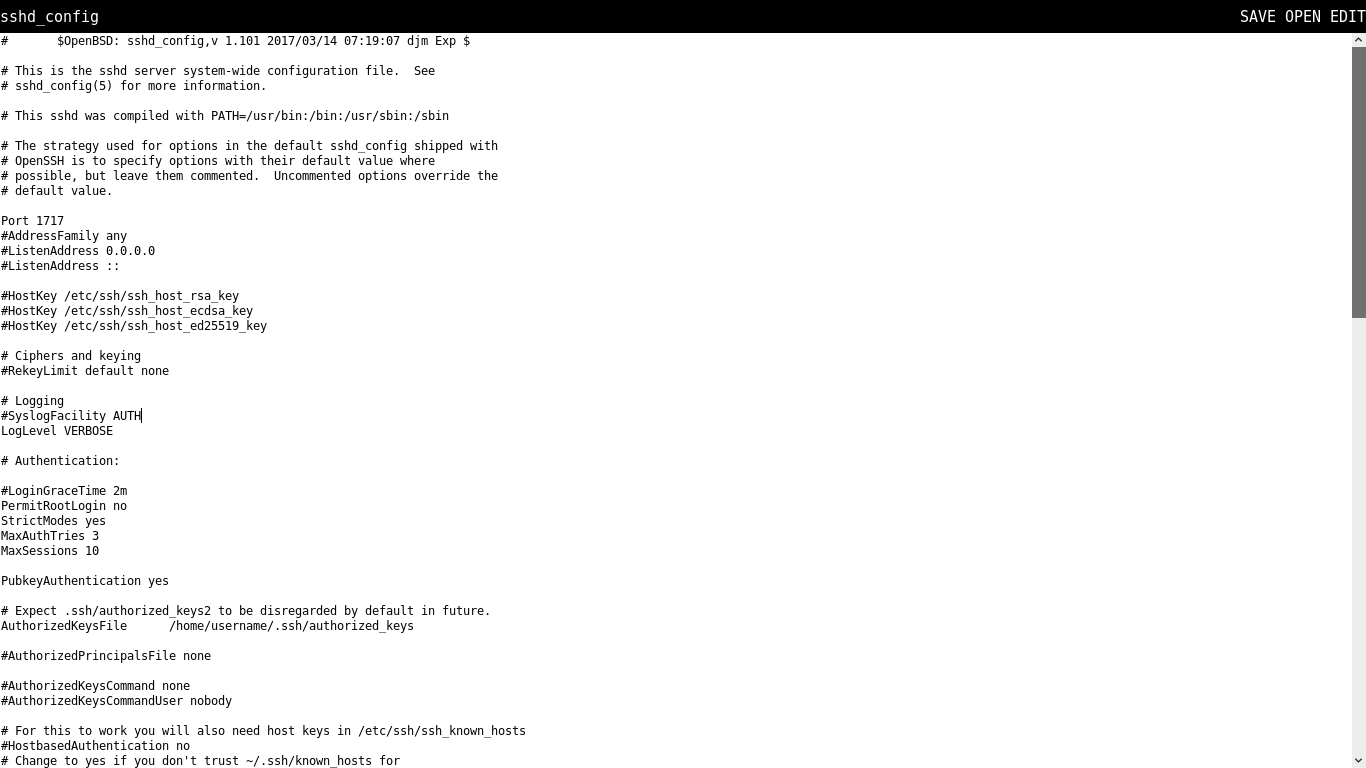 sshd_config SAVE OPEN EDIT
#       $OpenBSD: sshd_config,v 1.101 2017/03/14 07:19:07 djm Exp $

# This is the sshd server system-wide configuration file.  See
# sshd_config(5) for more information.

# This sshd was compiled with PATH=/usr/bin:/bin:/usr/sbin:/sbin

# The strategy used for options in the default sshd_config shipped with
# OpenSSH is to specify options with their default value where
# possible, but leave them commented.  Uncommented options override the
# default value.

Port 1717
#AddressFamily any
#ListenAddress 0.0.0.0
#ListenAddress ::

#HostKey /etc/ssh/ssh_host_rsa_key
#HostKey /etc/ssh/ssh_host_ecdsa_key
#HostKey /etc/ssh/ssh_host_ed25519_key

# Ciphers and keying
#RekeyLimit default none

# Logging
#SyslogFacility AUTH
LogLevel VERBOSE

# Authentication:

#LoginGraceTime 2m
PermitRootLogin no
StrictModes yes
MaxAuthTries 3
MaxSessions 10

PubkeyAuthentication yes

# Expect .ssh/authorized_keys2 to be disregarded by default in future.
AuthorizedKeysFile      /home/username/.ssh/authorized_keys

#AuthorizedPrincipalsFile none

#AuthorizedKeysCommand none
#AuthorizedKeysCommandUser nobody

# For this to work you will also need host keys in /etc/ssh/ssh_known_hosts
#HostbasedAuthentication no
# Change to yes if you don't trust ~/.ssh/known_hosts for